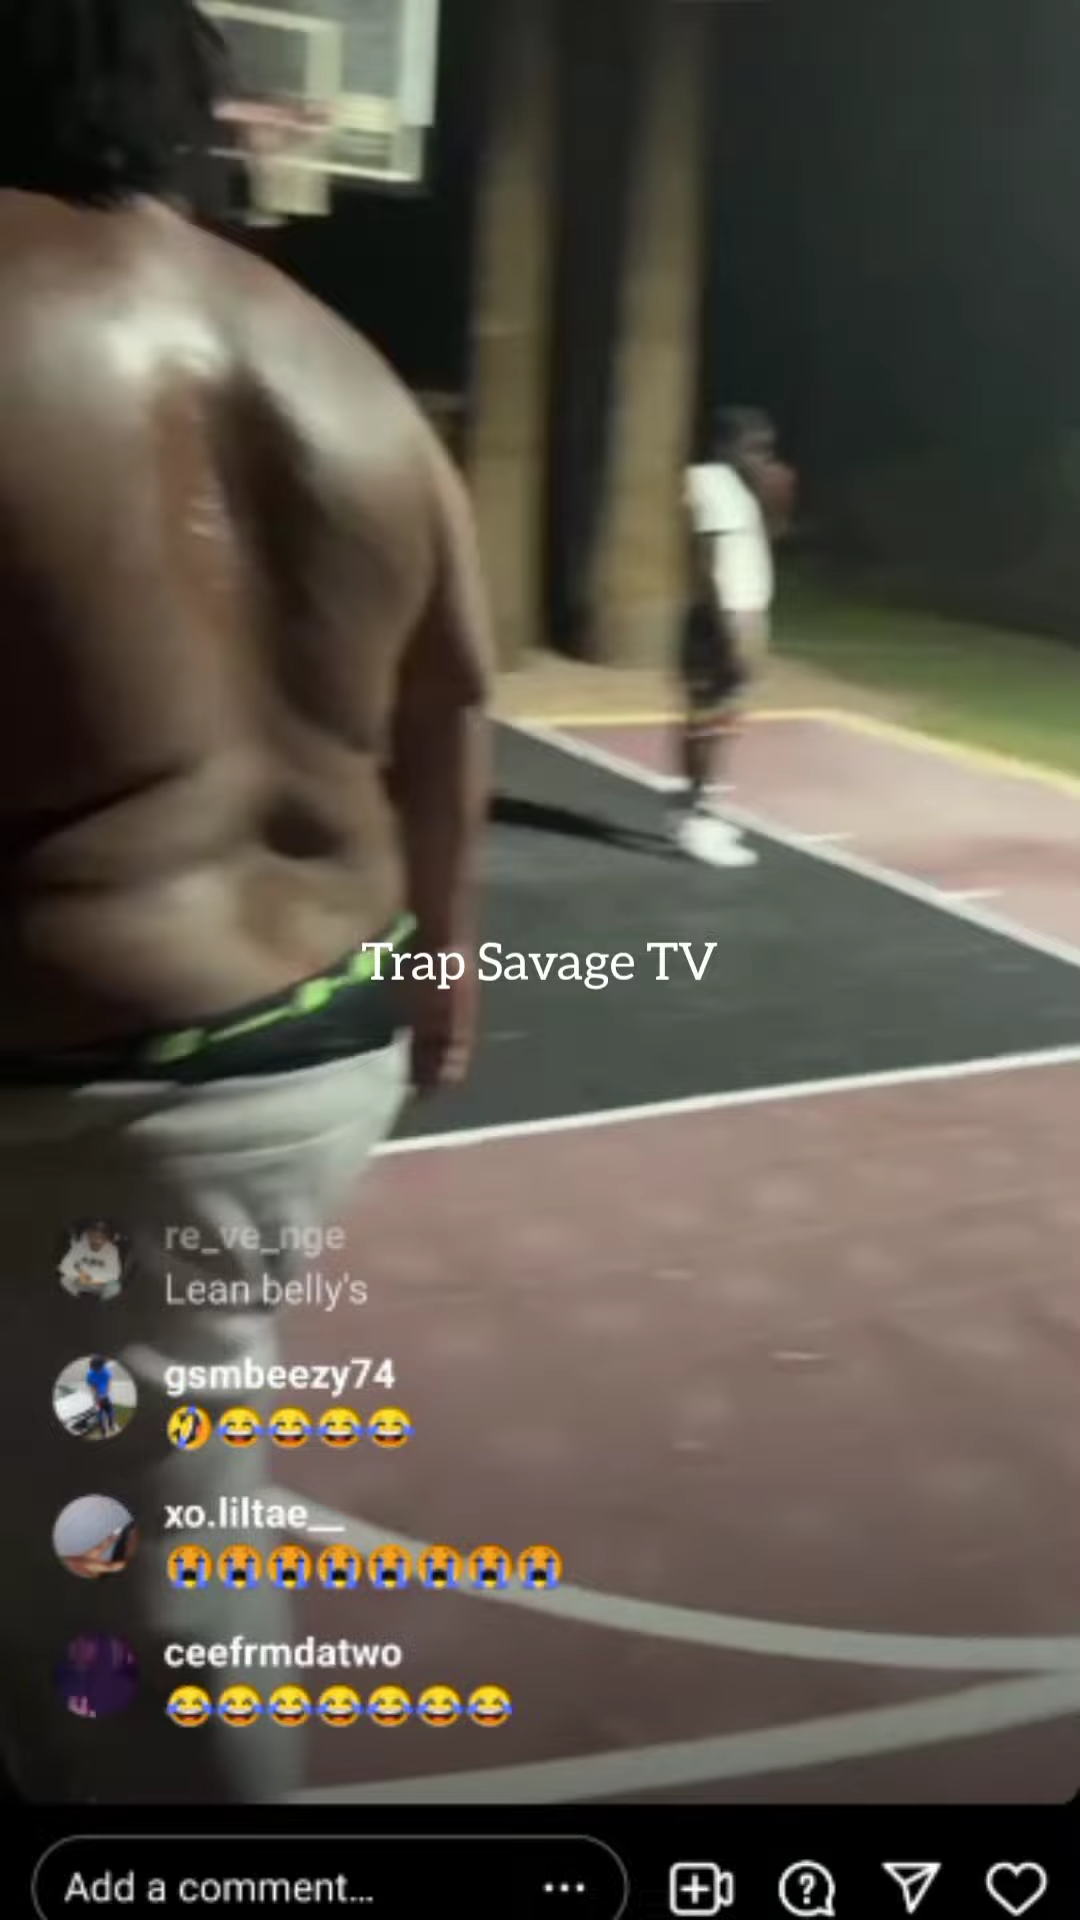 Trap Savage TV
re_ve_nge
Lean belly's
gsmbeezy74
🤣😂😂😂😂
xo.liltae__
😭😭😭😭😭😭😭😭
ceefrmdatwo
😂😂😂😂😂😂😂
Add a comment...